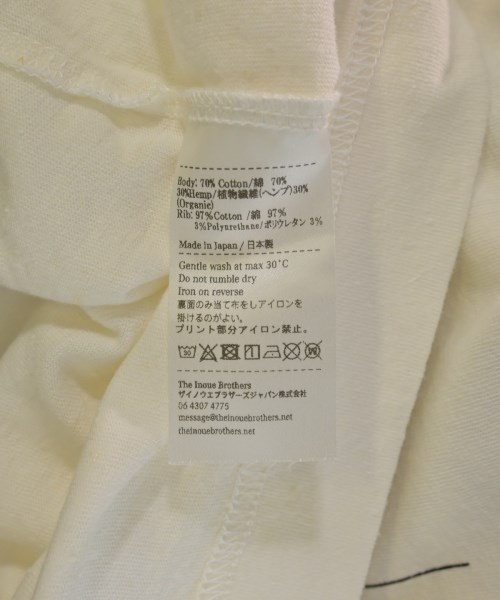 Body: 70% Cotton/綿 70%
30%Hemp/植物繊維(ヘンプ)30%
(Organic)
Rib: 97%Cotton /綿 97%
3%Polyurethane/ポリウレタン 3%
Made in Japan / 日本製
Gentle wash at max 30°C
Do not rumble dry
Iron on reverse
裏面のみ当て布をしアイロンを
掛けるのがよい。
プリント部分アイロン禁止。
30
The Inoue Brothers
ザイノウエブラザーズジャパン株式会社
06 4307 4775
message@theinouebrothers.net
theinouebrothers.net